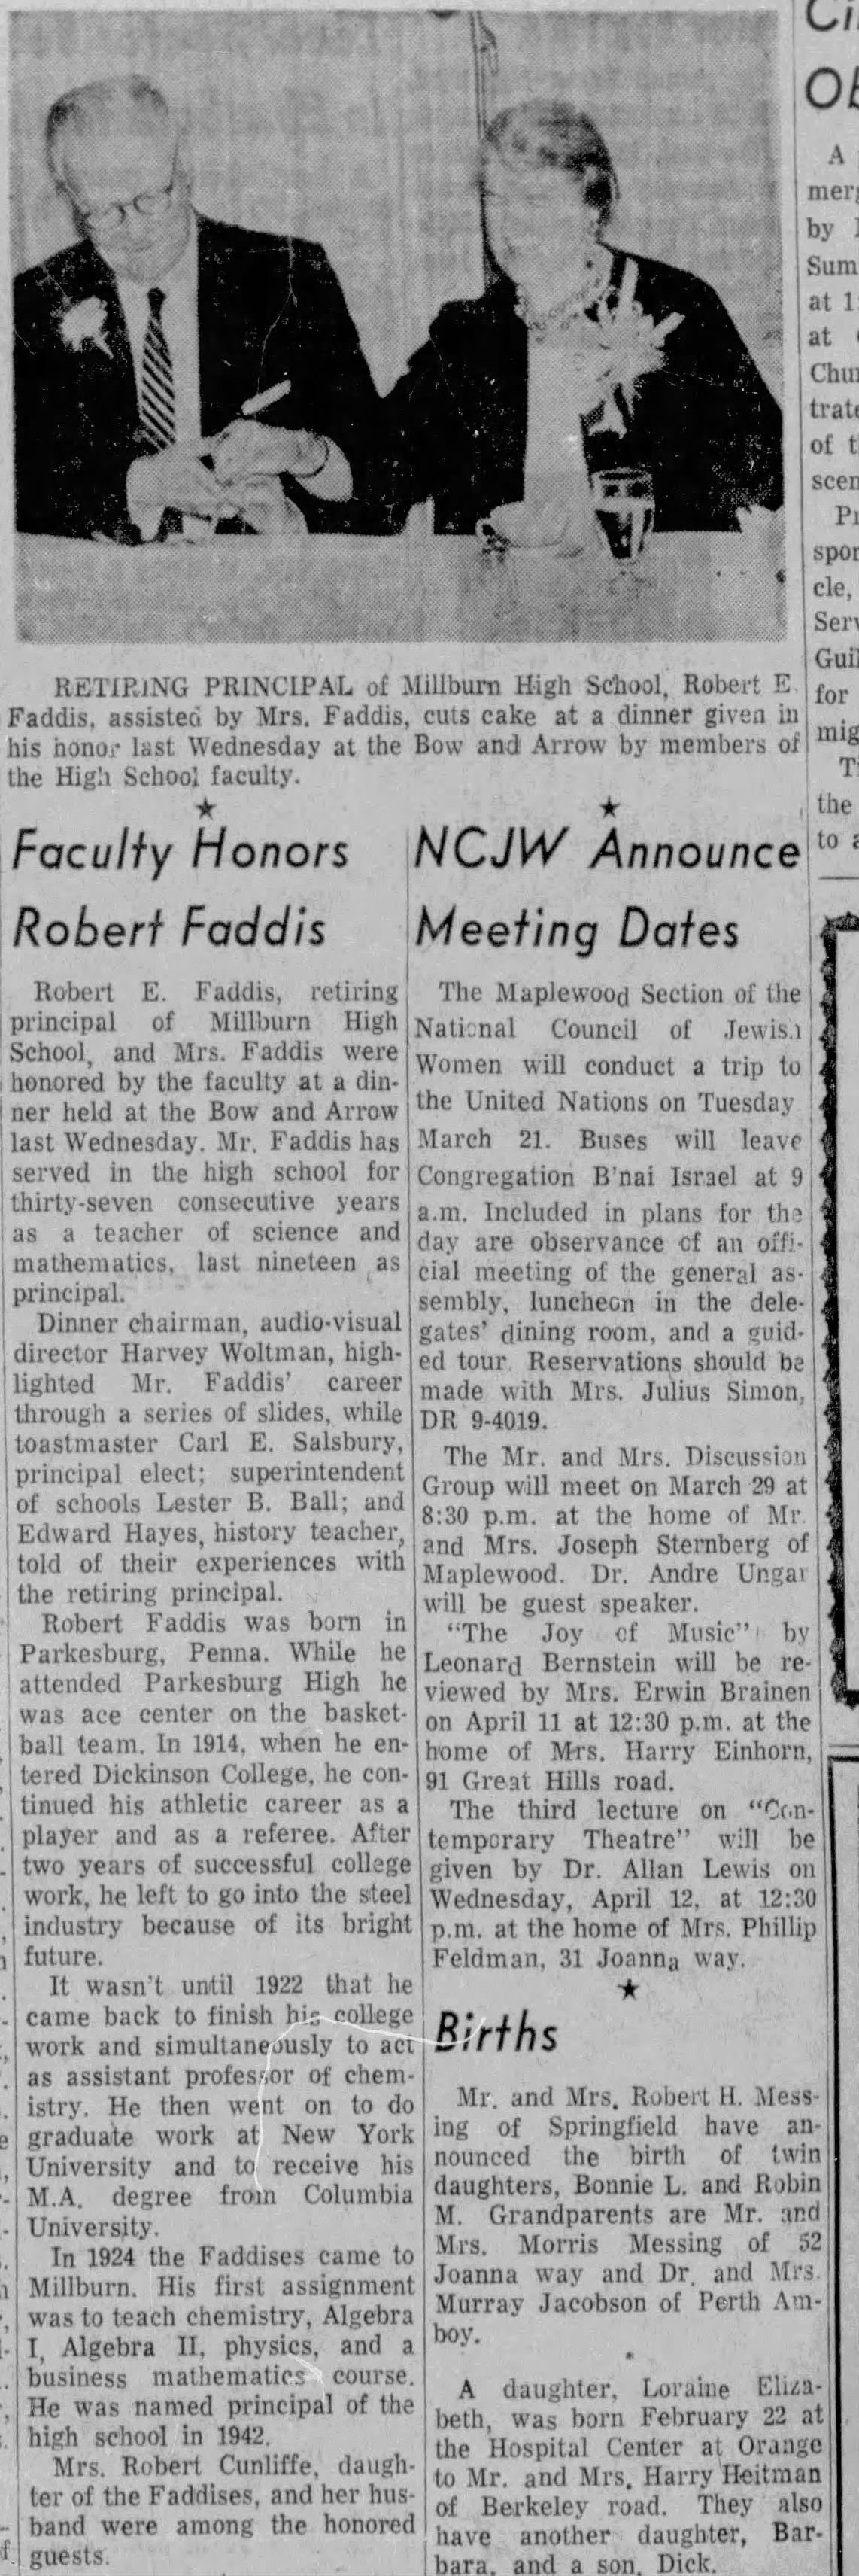 RETIRING PRINCIPAL of Millburn High School, Robert E.
Faddis, assisted by Mrs. Faddis, cuts cake at a dinner given in
his honor last Wednesday at the Bow and Arrow by members of
the High School faculty.
★
Faculty Honors
Robert Faddis
Robert E. Faddis, retiring
principal of Millburn High
School, and Mrs. Faddis were
honored by the faculty at a din-
ner held at the Bow and Arrow
last Wednesday. Mr. Faddis has
served in the high school for
thirty-seven consecutive years
as a teacher of science and
mathematics, last nineteen as
principal.
Dinner chairman, audio-visual
director Harvey Woltman, high-
lighted Mr. Faddis' career
through a series of slides, while
toastmaster Carl E. Salsbury,
principal elect; superintendent
of schools Lester B. Ball; and
Edward Hayes, history teacher,
told of their experiences with
the retiring principal.
Robert Faddis was born in
Parkesburg, Penna. While he
attended Parkesburg High he
was ace center on the basket-
ball team. In 1914, when he en-
tered Dickinson College, he con-
tinued his athletic career as a
player and as a referee. After
two years of successful college
work, he left to go into the steel
industry because of its bright
future.
It wasn't until 1922 that he
came back to finish his college
work and simultaneously to act
as assistant professor of chem-
istry. He then went on to do
graduate work at New York
University and to receive his
M.A. degree from Columbia
University.
In 1924 the Faddises came to
Millburn. His first assignment
was to teach chemistry, Algebra
I, Algebra II, physics, and a
business mathematics course.
He was named principal of the
high school in 1942.
Mrs. Robert Cunliffe, daugh-
ter of the Faddises, and her hus-
band were among the honored
guests.
★
NCJW Announce
Meeting Dates
The Maplewood Section of the
National Council of Jewish
Women will conduct a trip to
the United Nations on Tuesday
March 21. Buses will leave
Congregation B'nai Israel at 9
a.m. Included in plans for the
day are observance of an offi-
cial meeting of the general as-
sembly, luncheon in the dele-
gates' dining room, and a guid-
ed tour. Reservations should be
made with Mrs. Julius Simon,
DR 9-4019.
The Mr. and Mrs. Discussion
Group will meet on March 29 at
8:30 p.m. at the home of Mr.
and Mrs. Joseph Sternberg of
Maplewood. Dr. Andre Ungar
will be guest speaker.
"The Joy of Music" by
Leonard Bernstein will be re-
viewed by Mrs. Erwin Brainen
on April 11 at 12:30 p.m. at the
home of Mrs. Harry Einhorn,
91 Great Hills road.
The third lecture on "Con-
temporary Theatre" will be
given by Dr. Allan Lewis on
Wednesday, April 12, at 12:30
p.m. at the home of Mrs. Phillip
Feldman, 31 Joanna way.
★
Births
Mr. and Mrs. Robert H. Mess-
ing of Springfield have an-
nounced the birth of twin
daughters, Bonnie L. and Robin
M. Grandparents are Mr. and
Mrs. Morris Messing of 52
Joanna way and Dr. and Mrs.
Murray Jacobson of Perth Am-
boy.
A daughter, Loraine Eliza-
beth, was born February 22 at
the Hospital Center at Orange
to Mr. and Mrs. Harry Heitman
of Berkeley road. They also
have another daughter, Bar-
bara, and a son, Dick.
A
by
at 1
at
of t
cle,
for
the
to a